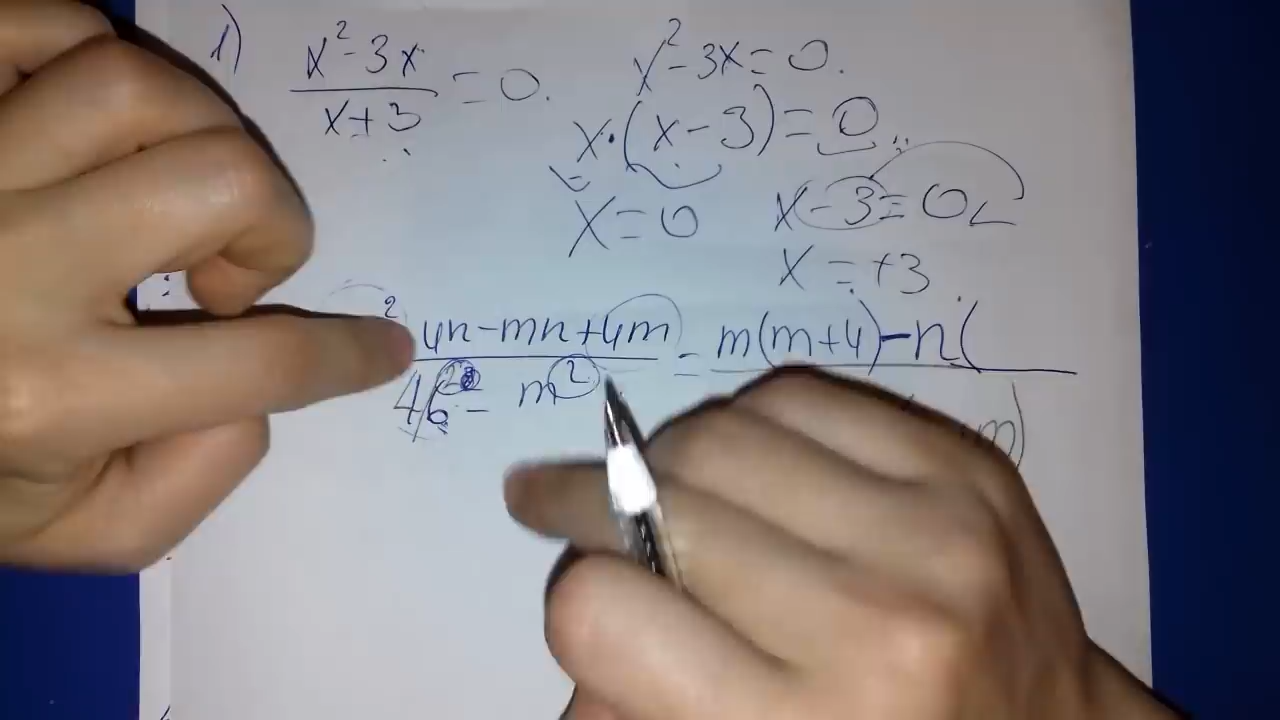 1) x²-3x / x+3 = 0. x²-3x=0.
x·(x-3)=0
x=0 x-3=0
x=+3.
² 4n-mn+4m / m² = m(m+4)-n(
m)